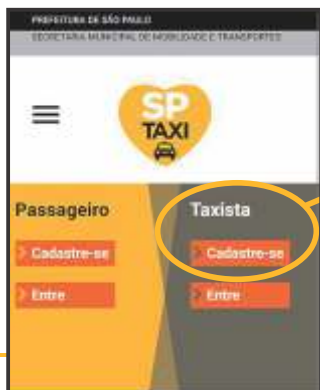 PREFEITURA DE SÃO PAULO
SECRETARIA MUNICIPAL DE MOBILIDADE E TRANSPORTES
SP
TAXI
Passageiro
Cadastre-se
Entre
Taxista
Cadastre-se
Entre